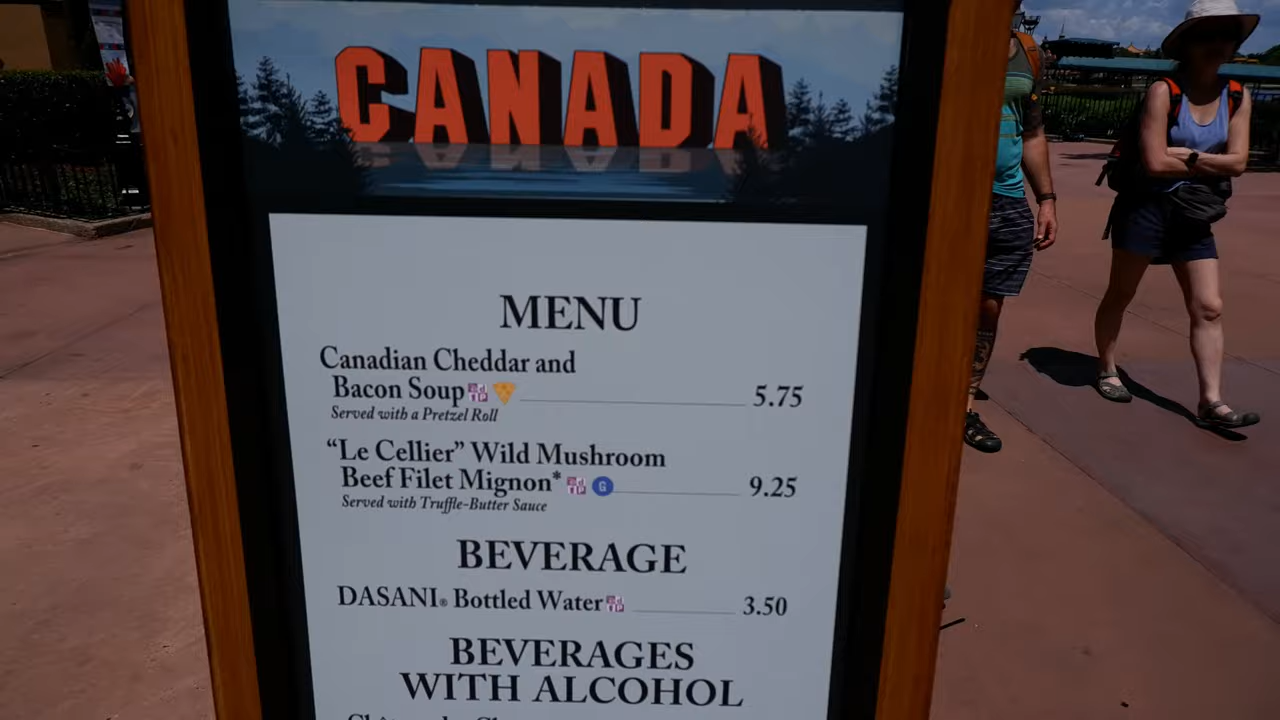 CANADA
MENU
Canadian Cheddar and
Bacon Soup 5.75
Served with a Pretzel Roll
“Le Cellier” Wild Mushroom
Beef Filet Mignon* G 9.25
Served with Truffle-Butter Sauce
BEVERAGE
DASANI® Bottled Water 3.50
BEVERAGES
WITH ALCOHOL